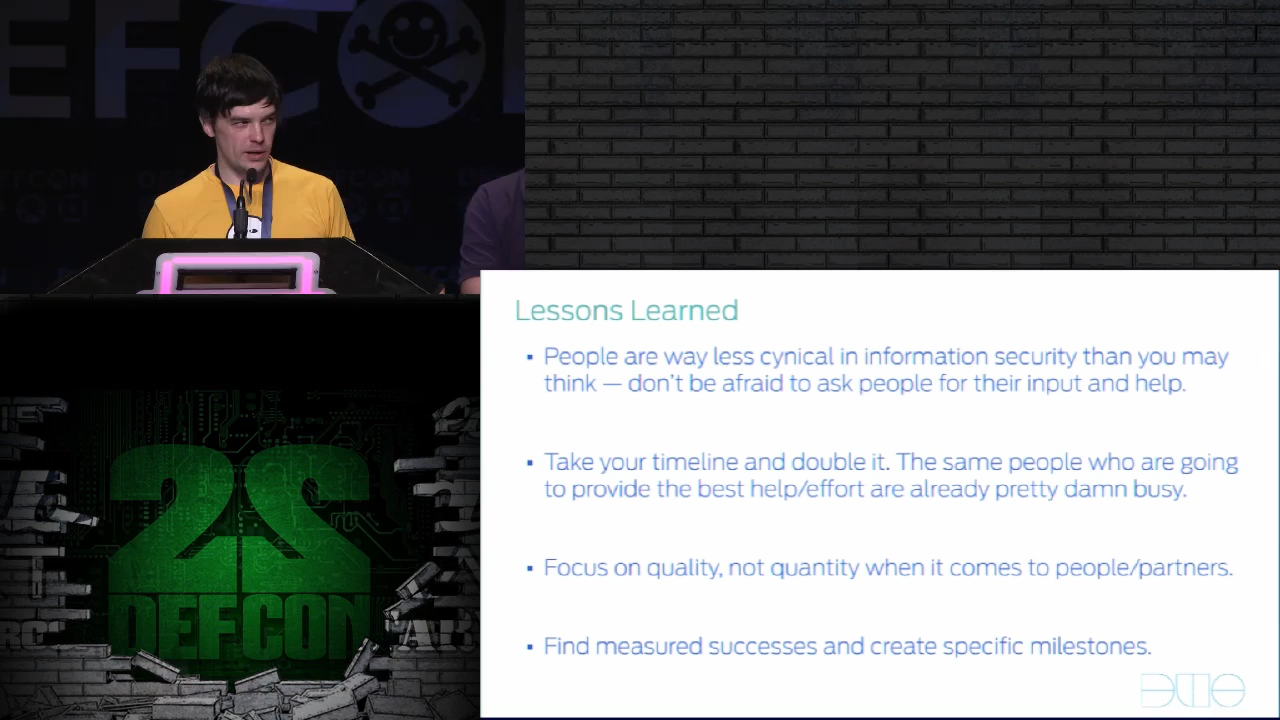 DEFCON
Lessons Learned
▪ People are way less cynical in information security than you may
think — don't be afraid to ask people for their input and help.
▪ Take your timeline and double it. The same people who are going
to provide the best help/effort are already pretty damn busy.
▪ Focus on quality, not quantity when it comes to people/partners.
▪ Find measured successes and create specific milestones.
22
DEFCON